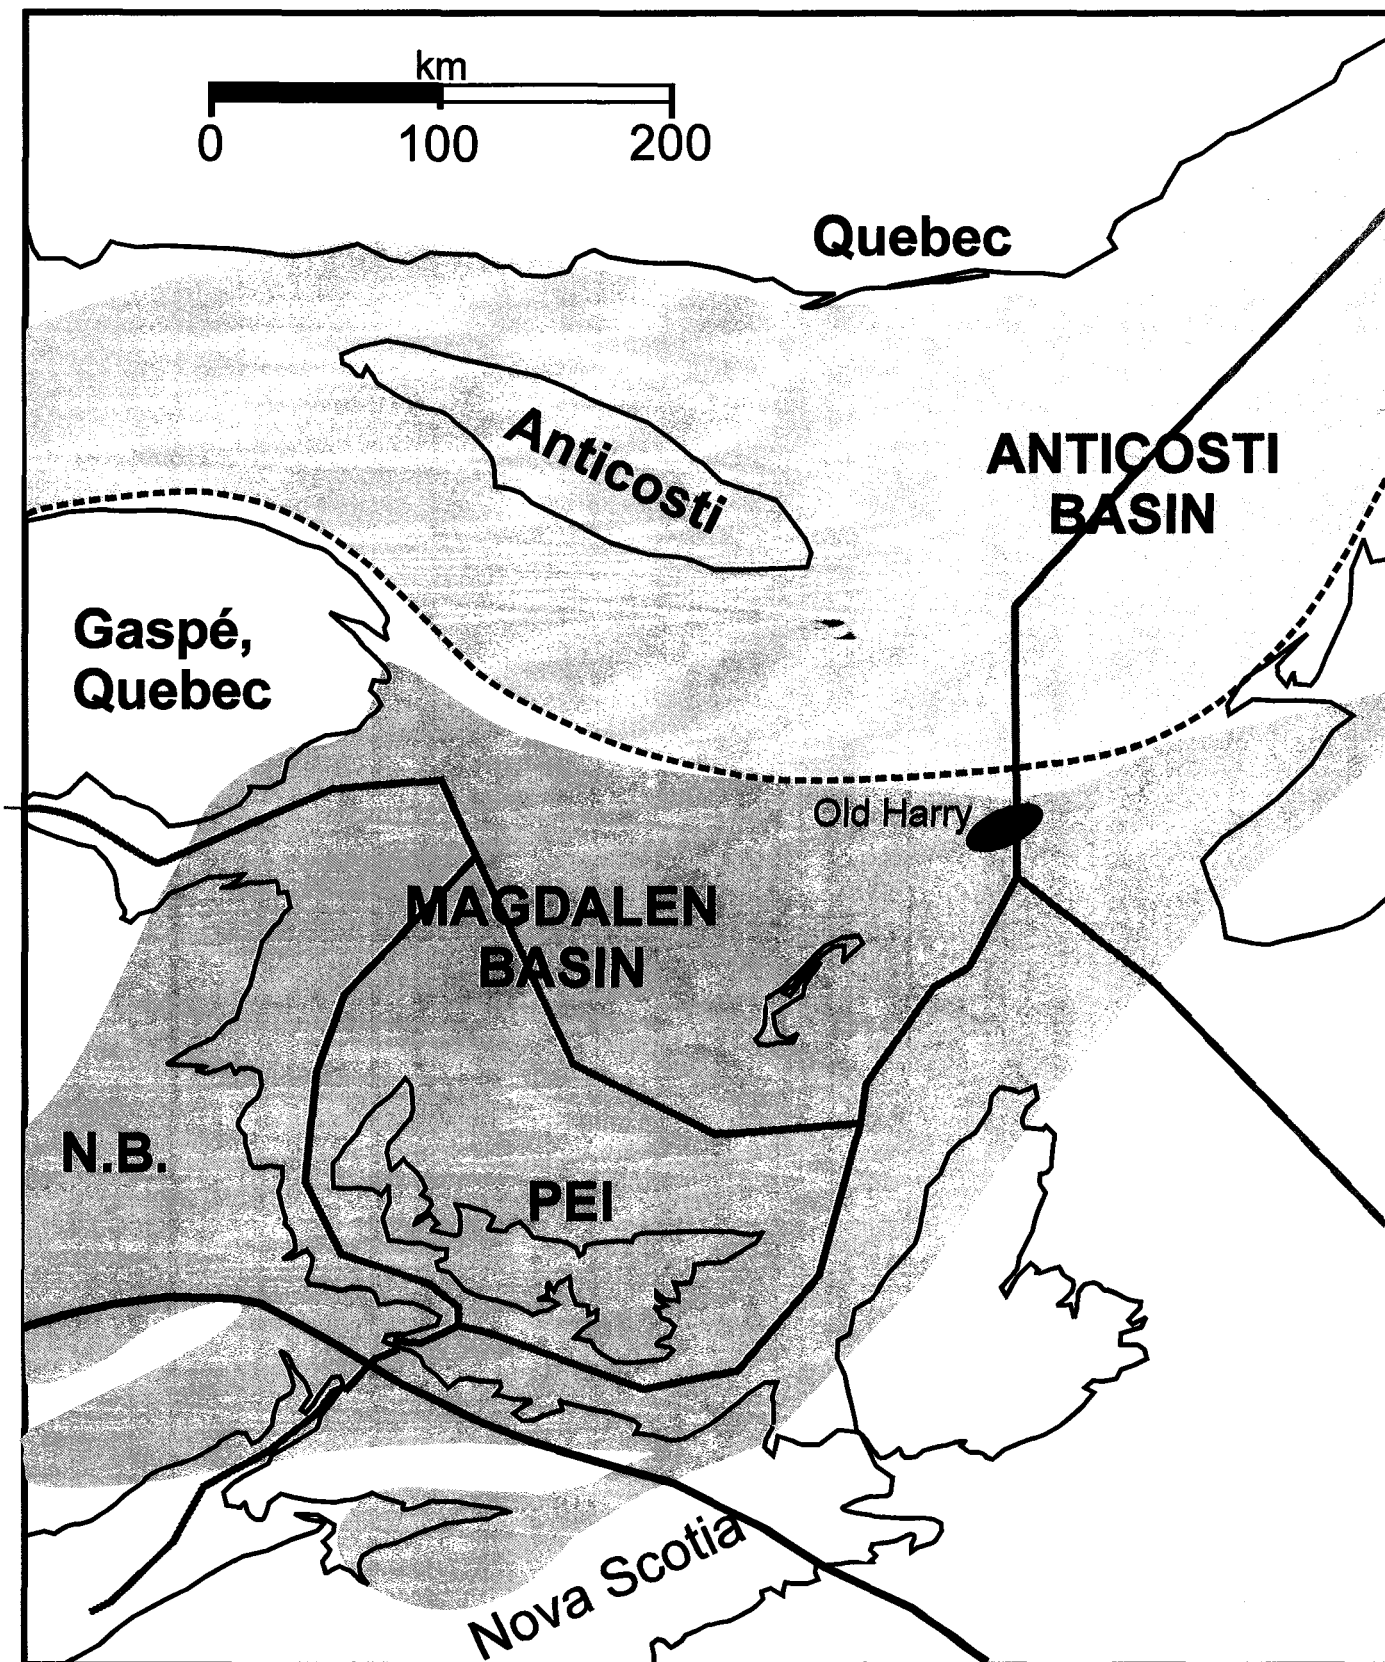 km
0 100 200
Quebec
Anticosti
ANTICOSTI
BASIN
Gaspé,
Quebec
Old Harry
MAGDALEN
BASIN
N.B.
PEI
Nova Scotia